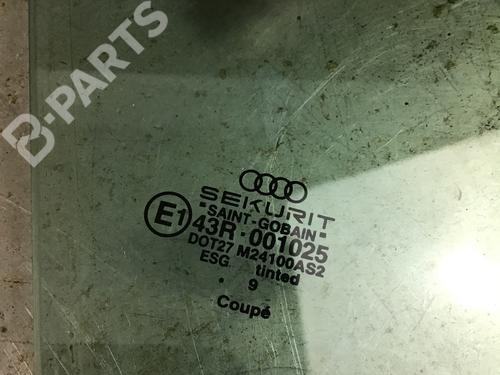 B-PARTS
SEKURIT
SAINT-GOBAIN
E1 43R-001025
DOT27 M24100AS2
ESG. tinted
. 9
Coupé